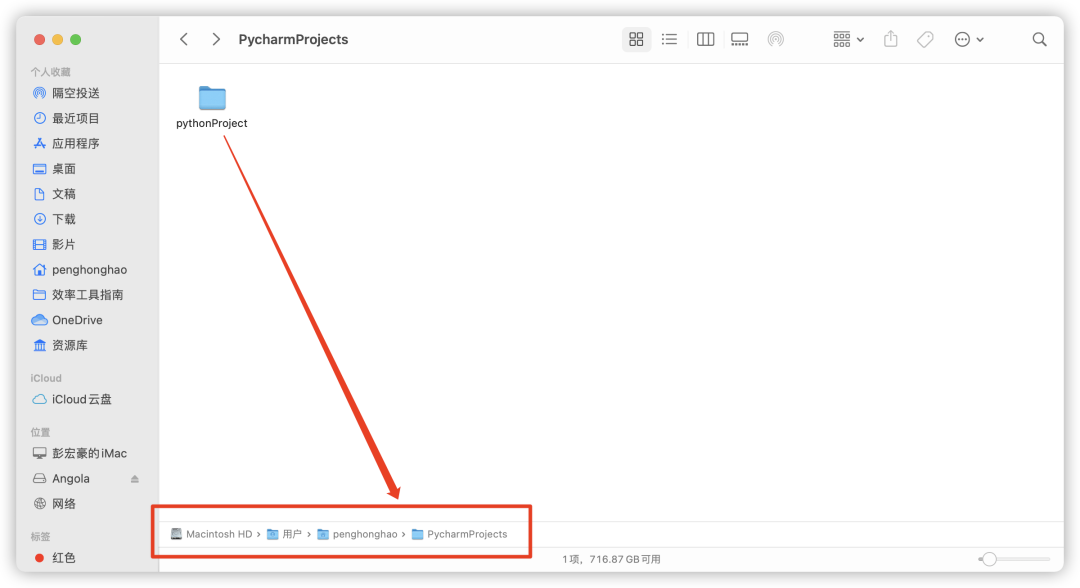 PycharmProjects
个人收藏
隔空投送
最近项目
应用程序
桌面
文稿
下载
影片
penghonghao
效率工具指南
OneDrive
资源库
iCloud
iCloud云盘
位置
彭宏豪的iMac
Angola
网络
标签
红色
pythonProject
Macintosh HD › 用户 › penghonghao › PycharmProjects
1项，716.87 GB可用